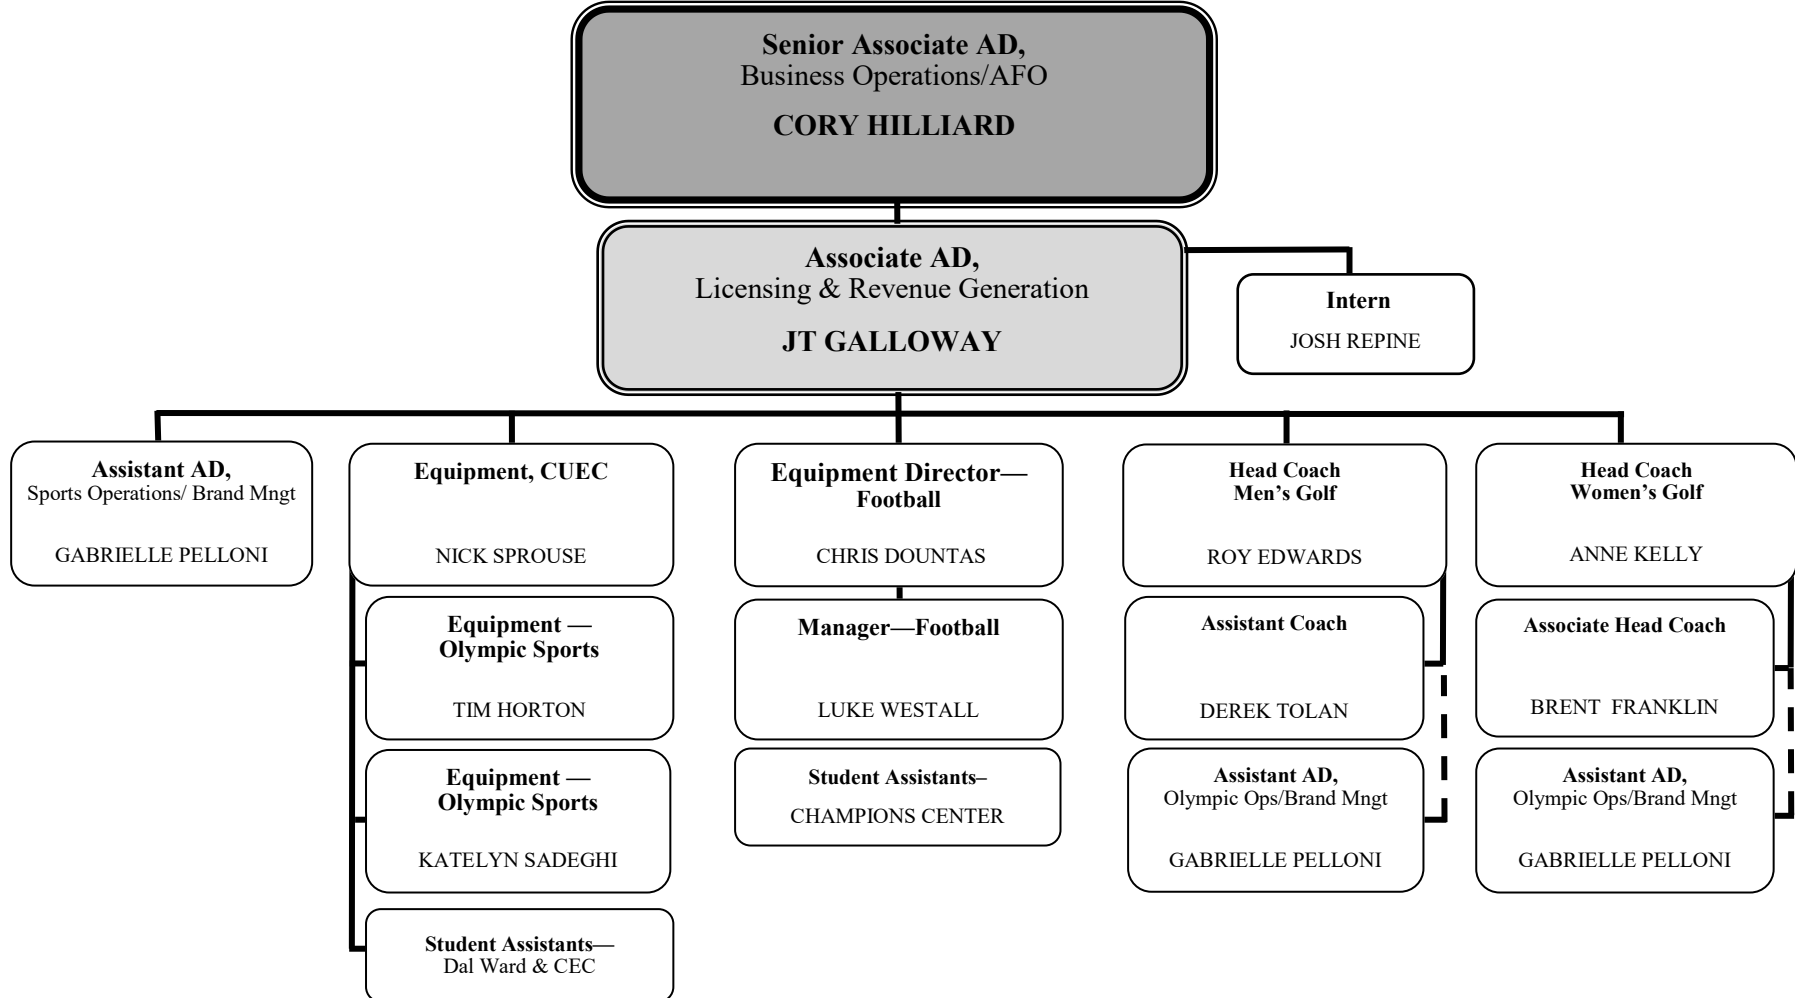 Senior Associate AD,
Business Operations/AFO
CORY HILLIARD
Associate AD,
Licensing & Revenue Generation
JT GALLOWAY
Intern
JOSH REPINE
Assistant AD,
Sports Operations/ Brand Mngt
GABRIELLE PELLONI
Equipment, CUEC
NICK SPROUSE
Equipment —
Olympic Sports
TIM HORTON
Equipment —
Olympic Sports
KATELYN SADEGHI
Student Assistants—
Dal Ward & CEC
Equipment Director—
Football
CHRIS DOUNTAS
Manager—Football
LUKE WESTALL
Student Assistants–
CHAMPIONS CENTER
Head Coach
Men’s Golf
ROY EDWARDS
Assistant Coach
DEREK TOLAN
Assistant AD,
Olympic Ops/Brand Mngt
GABRIELLE PELLONI
Head Coach
Women’s Golf
ANNE KELLY
Associate Head Coach
BRENT  FRANKLIN
Assistant AD,
Olympic Ops/Brand Mngt
GABRIELLE PELLONI